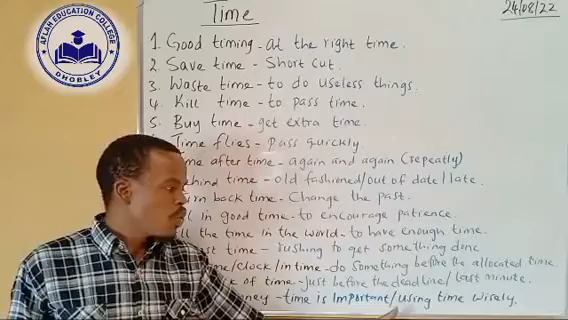 AFLAH EDUCATION COLLEGE
DHOBLEY
Time
24/08/22
1. Good timing - at the right time.
2. Save time - Short cut.
3. Waste time - to do useless things.
4. Kill time - to pass time.
5. Buy time - get extra time.
Time flies - pass quickly.
time after time - again and again (repeatly)
behind time - old fashioned/out of date/late.
turn back time - Change the past.
in good time - to encourage patience.
the time in the world - to have enough time.
time - rushing to get something done
time/clock/in time - do Something before the allocated time.
of time - just before the deadline/last minute.
- time is Important/Using time wisely.